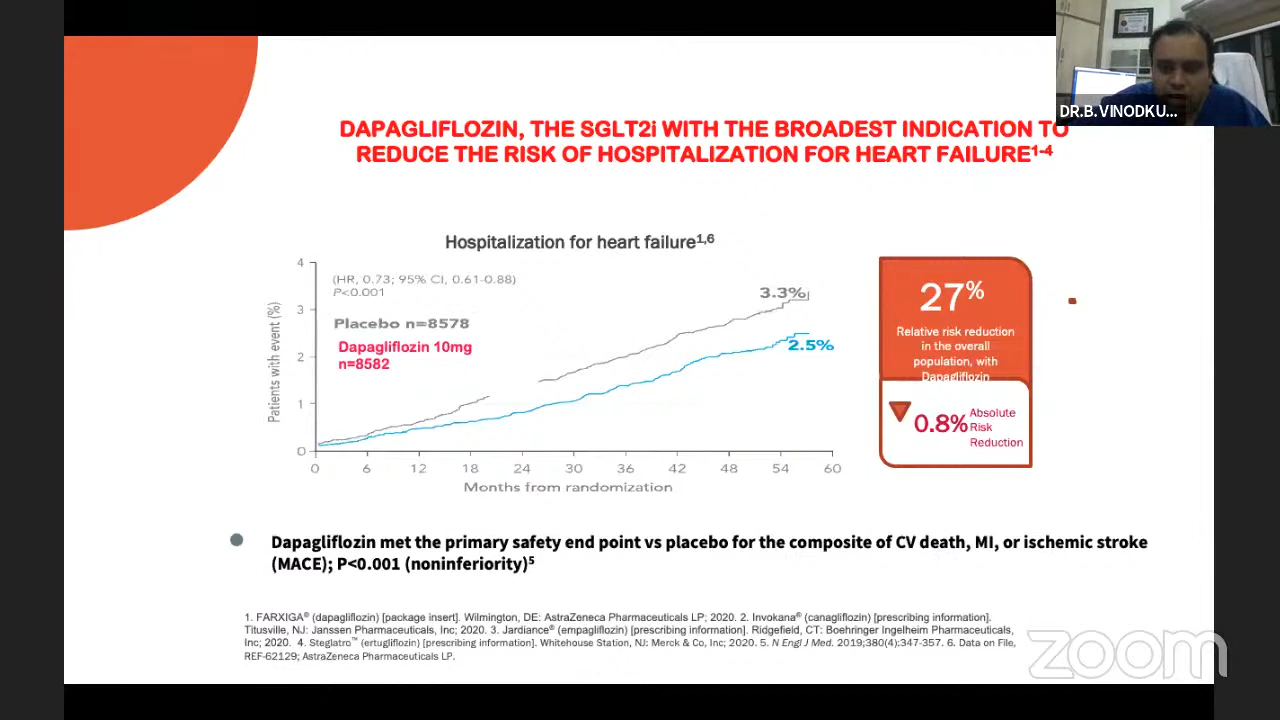 DR.B.VINODKU...
DAPAGLIFLOZIN, THE SGLT2i WITH THE BROADEST INDICATION TO
REDUCE THE RISK OF HOSPITALIZATION FOR HEART FAILURE1-4
Hospitalization for heart failure1,6
(HR, 0.73; 95% CI, 0.61-0.88)
P<0.001
Placebo n=8578
Dapagliflozin 10mg
n=8582
3.3%
2.5%
Patients with event (%)
4
3
2
1
0
0 6 12 18 24 30 36 42 48 54 60
Months from randomization
27%
Relative risk reduction
in the overall
population, with
Dapagliflozin
0.8% Absolute
Risk
Reduction
Dapagliflozin met the primary safety end point vs placebo for the composite of CV death, MI, or ischemic stroke
(MACE); P<0.001 (noninferiority)5
1. FARXIGA® (dapagliflozin) [package insert]. Wilmington, DE: AstraZeneca Pharmaceuticals LP; 2020. 2. Invokana® (canagliflozin) [prescribing information].
Titusville, NJ: Janssen Pharmaceuticals, Inc; 2020. 3. Jardiance® (empagliflozin) [prescribing information]. Ridgefield, CT: Boehringer Ingelheim Pharmaceuticals,
Inc; 2020. 4. Steglatro™ (ertugliflozin) [prescribing information]. Whitehouse Station, NJ: Merck & Co, Inc; 2020. 5. N Engl J Med. 2019;380(4):347-357. 6. Data on File,
REF-62129; AstraZeneca Pharmaceuticals LP.
zoom